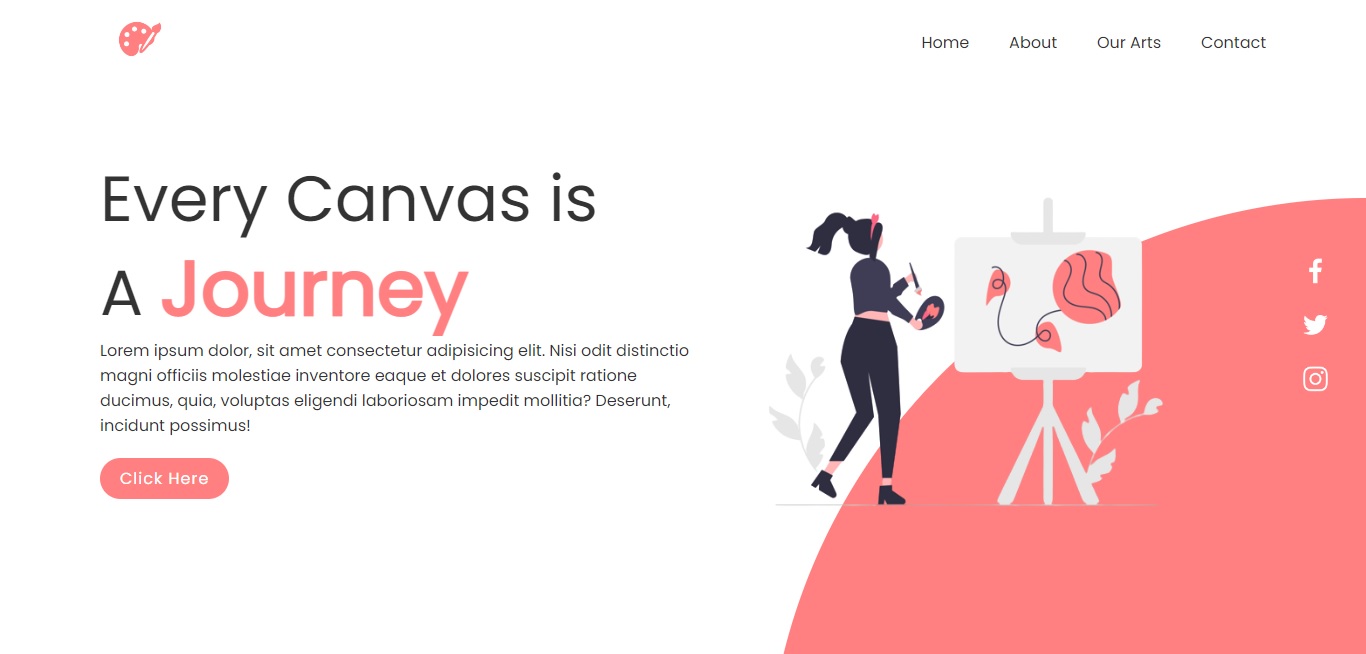 Home About Our Arts Contact
Every Canvas is
A Journey
Lorem ipsum dolor, sit amet consectetur adipisicing elit. Nisi odit distinctio
magni officiis molestiae inventore eaque et dolores suscipit ratione
ducimus, quia, voluptas eligendi laboriosam impedit mollitia? Deserunt,
incidunt possimus!
Click Here